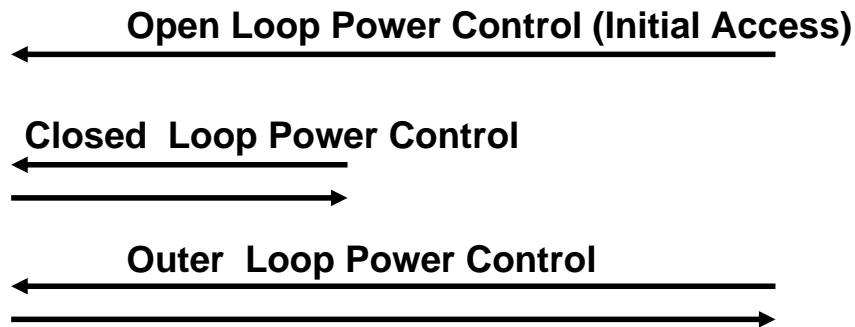 Open Loop Power Control (Initial Access)
Closed  Loop Power Control
Outer  Loop Power Control